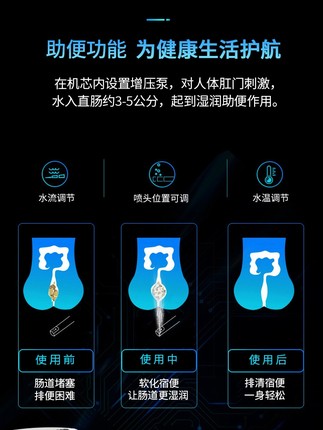 助便功能 为健康生活护航
在机芯内设置增压泵，对人体肛门刺激，
水入直肠约3-5公分，起到湿润助便作用。
水流调节
喷头位置可调
水温调节
使用前
使用中
使用后
肠道堵塞
排便困难
软化宿便
让肠道更湿润
排清宿便
一身轻松